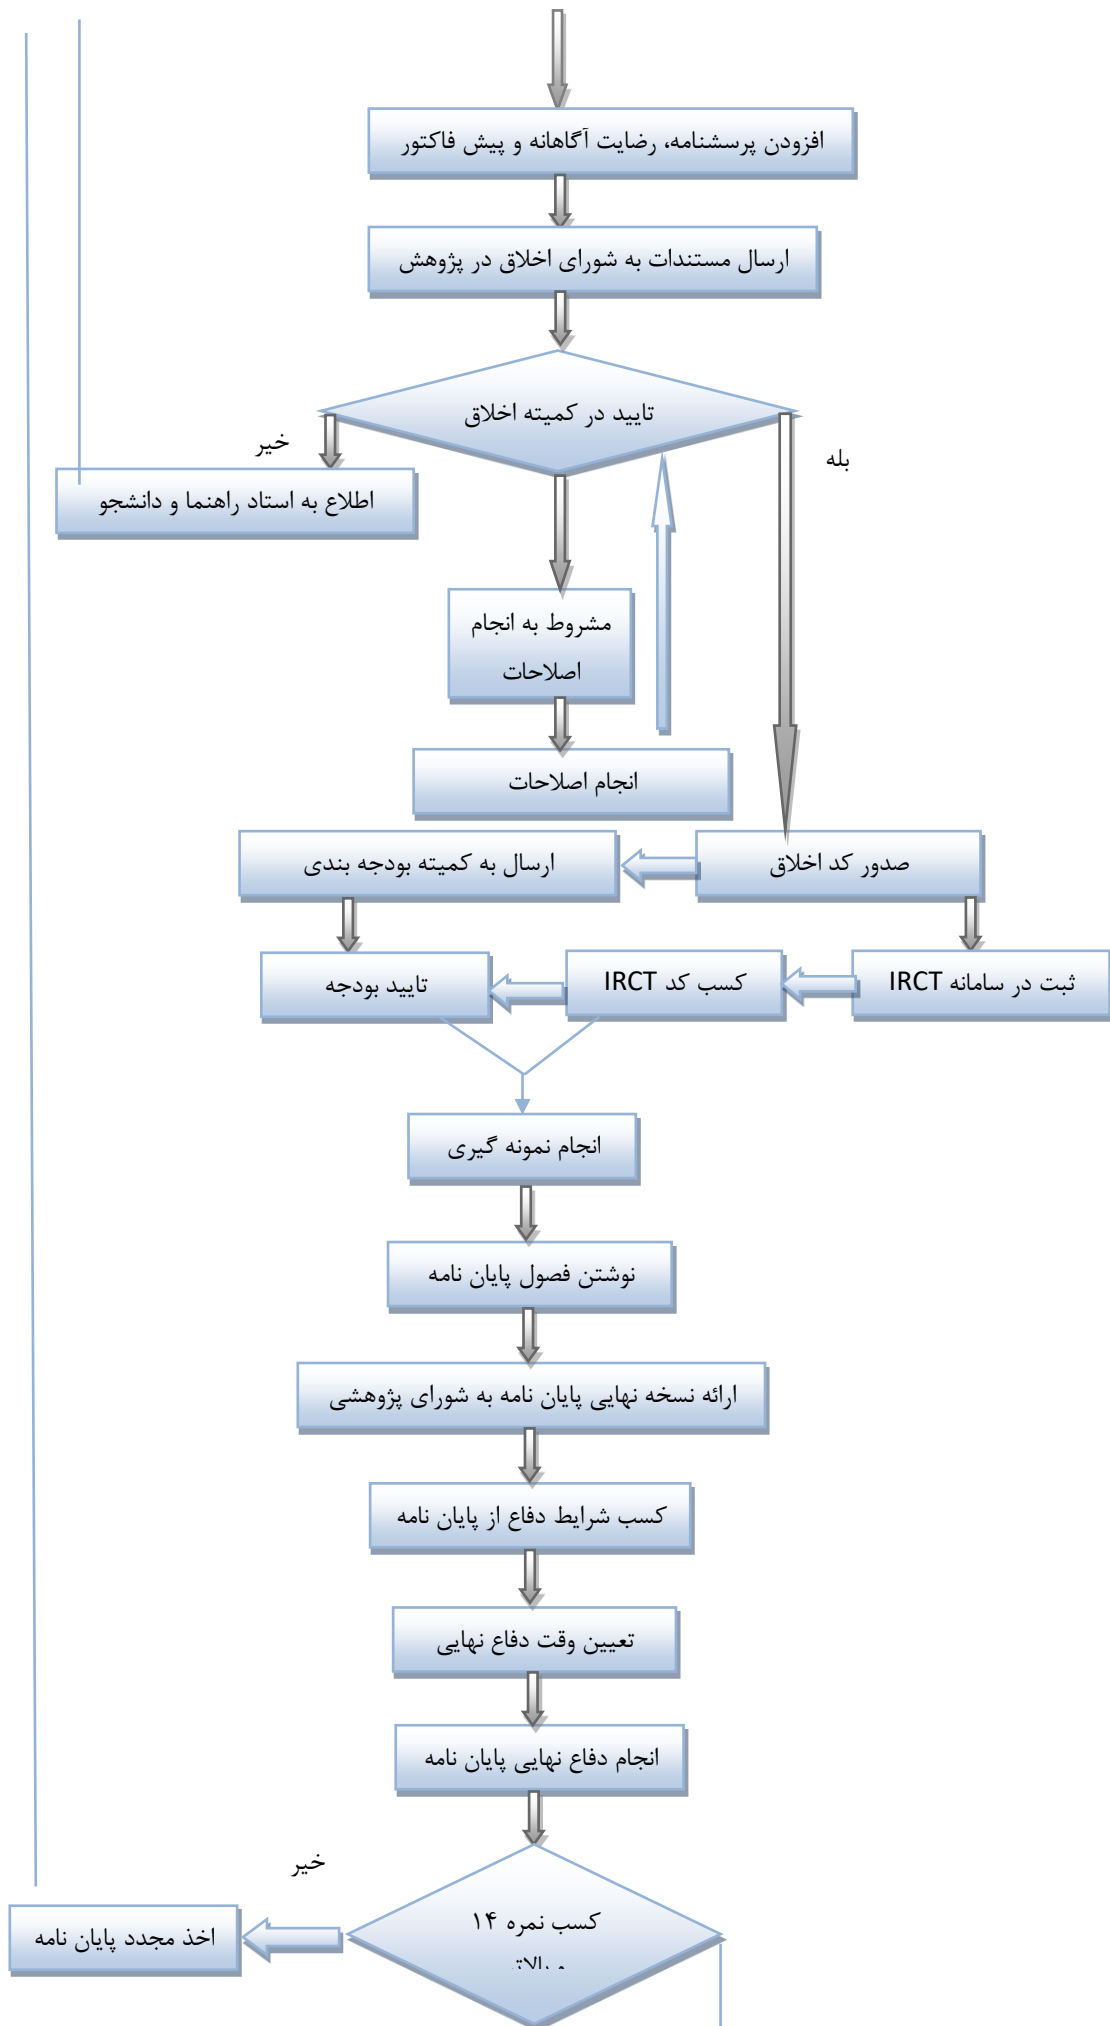 افزودن پرسشنامه، رضایت آگاهانه و پیش فاکتور
ارسال مستندات به شورای اخلاق در پژوهش
تایید در کمیته اخلاق
خیر
بله
اطلاع به استاد راهنما و دانشجو
مشروط به انجام
اصلاحات
انجام اصلاحات
صدور کد اخلاق
ارسال به کمیته بودجه بندی
ثبت در سامانه IRCT
کسب کد IRCT
تایید بودجه
انجام نمونه گیری
نوشتن فصول پایان نامه
ارائه نسخه نهایی پایان نامه به شورای پژوهشی
کسب شرایط دفاع از پایان نامه
تعیین وقت دفاع نهایی
انجام دفاع نهایی پایان نامه
خیر
کسب نمره ۱۴
و بالاتر
اخذ مجدد پایان نامه